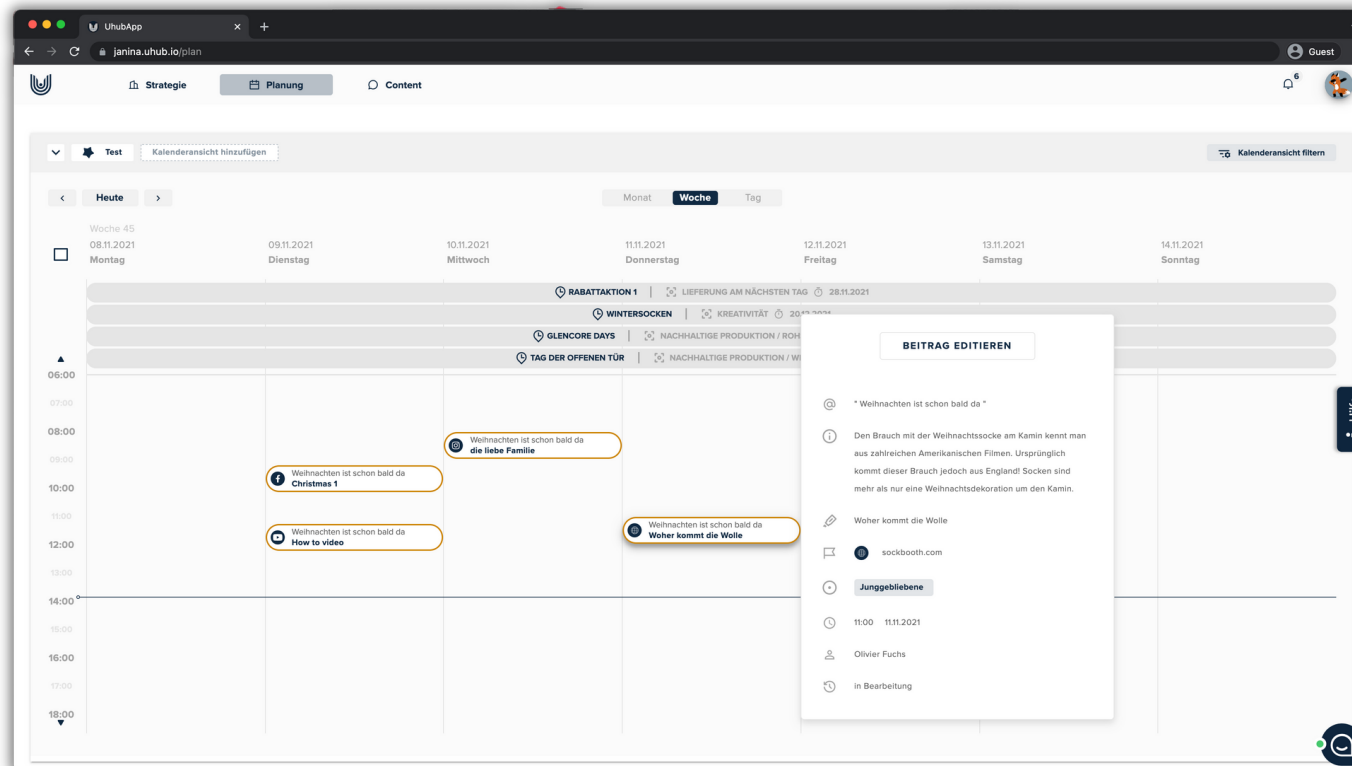 UhubApp
janina.uhub.io/plan
Guest
Strategie
Planung
Content
6
Test
Kalenderansicht hinzufügen
Kalenderansicht filtern
Heute
Monat
Woche
Tag
Woche 45
08.11.2021
Montag
09.11.2021
Dienstag
10.11.2021
Mittwoch
11.11.2021
Donnerstag
12.11.2021
Freitag
13.11.2021
Samstag
14.11.2021
Sonntag
RABATTAKTION 1 | LIEFERUNG AM NÄCHSTEN TAG 28.11.2021
WINTERSOCKEN | KREATIVITÄT 20.12.2021
GLENCORE DAYS | NACHHALTIGE PRODUKTION / ROH
TAG DER OFFENEN TÜR | NACHHALTIGE PRODUKTION / WI
06:00
07:00
08:00
09:00
10:00
11:00
12:00
13:00
14:00
15:00
16:00
17:00
18:00
Weihnachten ist schon bald da
Christmas 1
Weihnachten ist schon bald da
How to video
Weihnachten ist schon bald da
die liebe Familie
Weihnachten ist schon bald da
Woher kommt die Wolle
BEITRAG EDITIEREN
" Weihnachten ist schon bald da "
Den Brauch mit der Weihnachtssocke am Kamin kennt man
aus zahlreichen Amerikanischen Filmen. Ursprünglich
kommt dieser Brauch jedoch aus England! Socken sind
mehr als nur eine Weihnachtsdekoration um den Kamin.
Woher kommt die Wolle
sockbooth.com
Junggebliebene
11:00 11.11.2021
Olivier Fuchs
in Bearbeitung